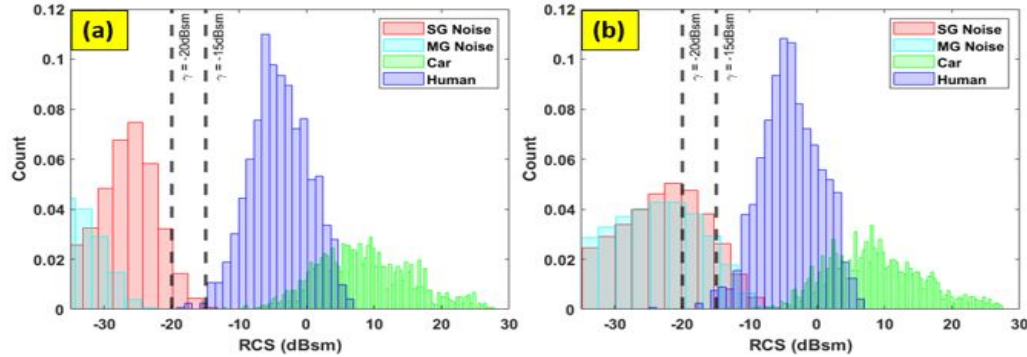 (a)
0.12
0.1
0.08
0.06
0.04
0.02
0
Count
γ = -20dBsm
γ = -15dBsm
SG Noise
MG Noise
Car
Human
-30 -20 -10 0 10 20 30
RCS (dBsm)
(b)
0.12
0.1
0.08
0.06
0.04
0.02
0
Count
γ = -20dBsm
γ = -15dBsm
SG Noise
MG Noise
Car
Human
-30 -20 -10 0 10 20 30
RCS (dBsm)